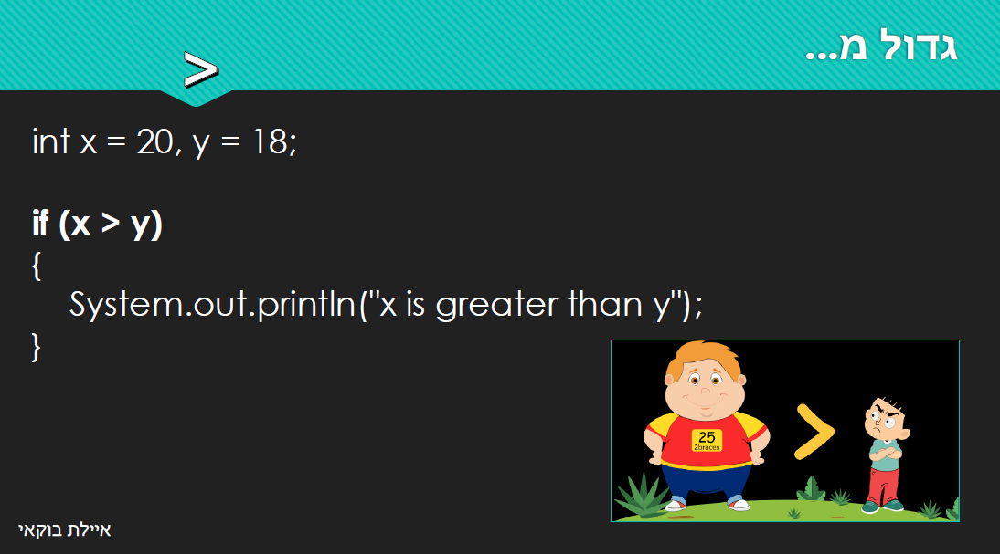 גדול מ...
>
int x = 20, y = 18;
if (x > y)
{
System.out.println("x is greater than y");
}
25
2braces
>
איילת בוקאי